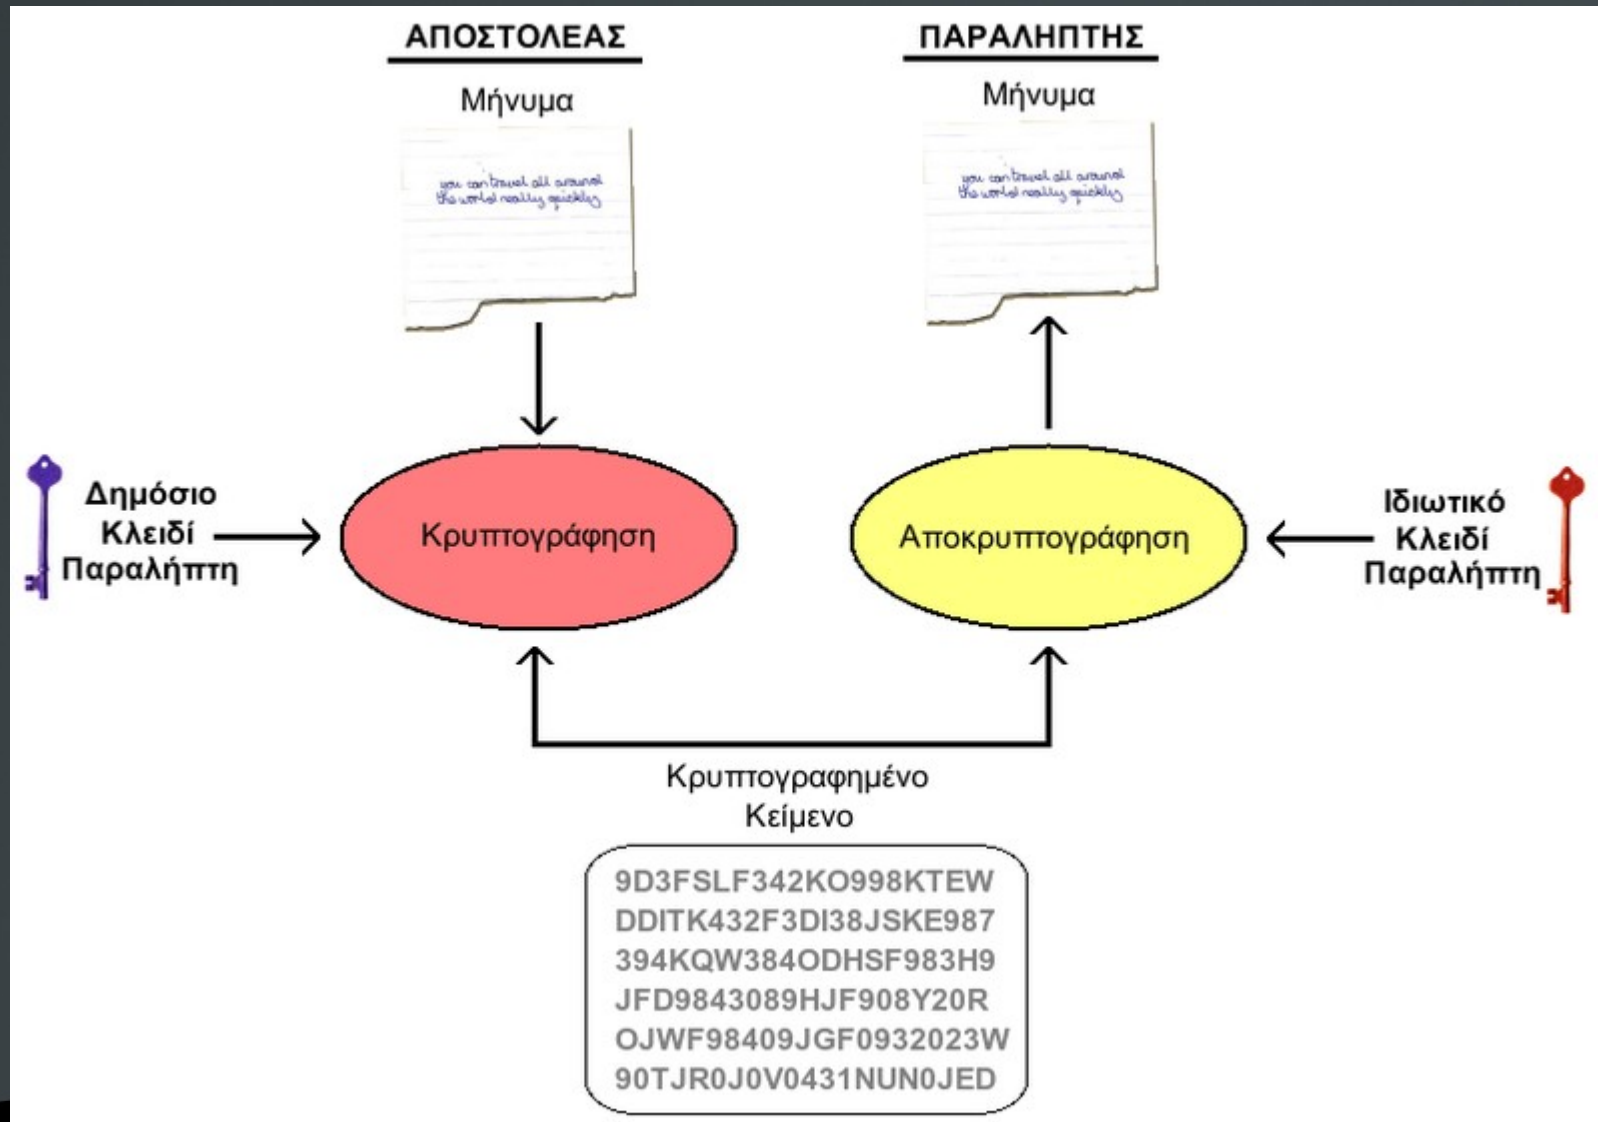 ΑΠΟΣΤΟΛΕΑΣ
Μήνυμα
you can travel all around
the world really quickly
ΠΑΡΑΛΗΠΤΗΣ
Μήνυμα
you can travel all around
the world really quickly
Δημόσιο
Κλειδί
Παραλήπτη
Κρυπτογράφηση
Αποκρυπτογράφηση
Ιδιωτικό
Κλειδί
Παραλήπτη
Κρυπτογραφημένο
Κείμενο
9D3FSLF342KO998KTEW
DDITK432F3DI38JSKE987
394KQW384ODHSF983H9
JFD9843089HJF908Y20R
OJWF98409JGF0932023W
90TJR0J0V0431NUN0JED